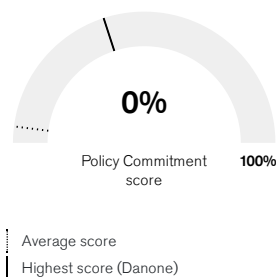 0%
Policy Commitment 100%
score
Average score
Highest score (Danone)